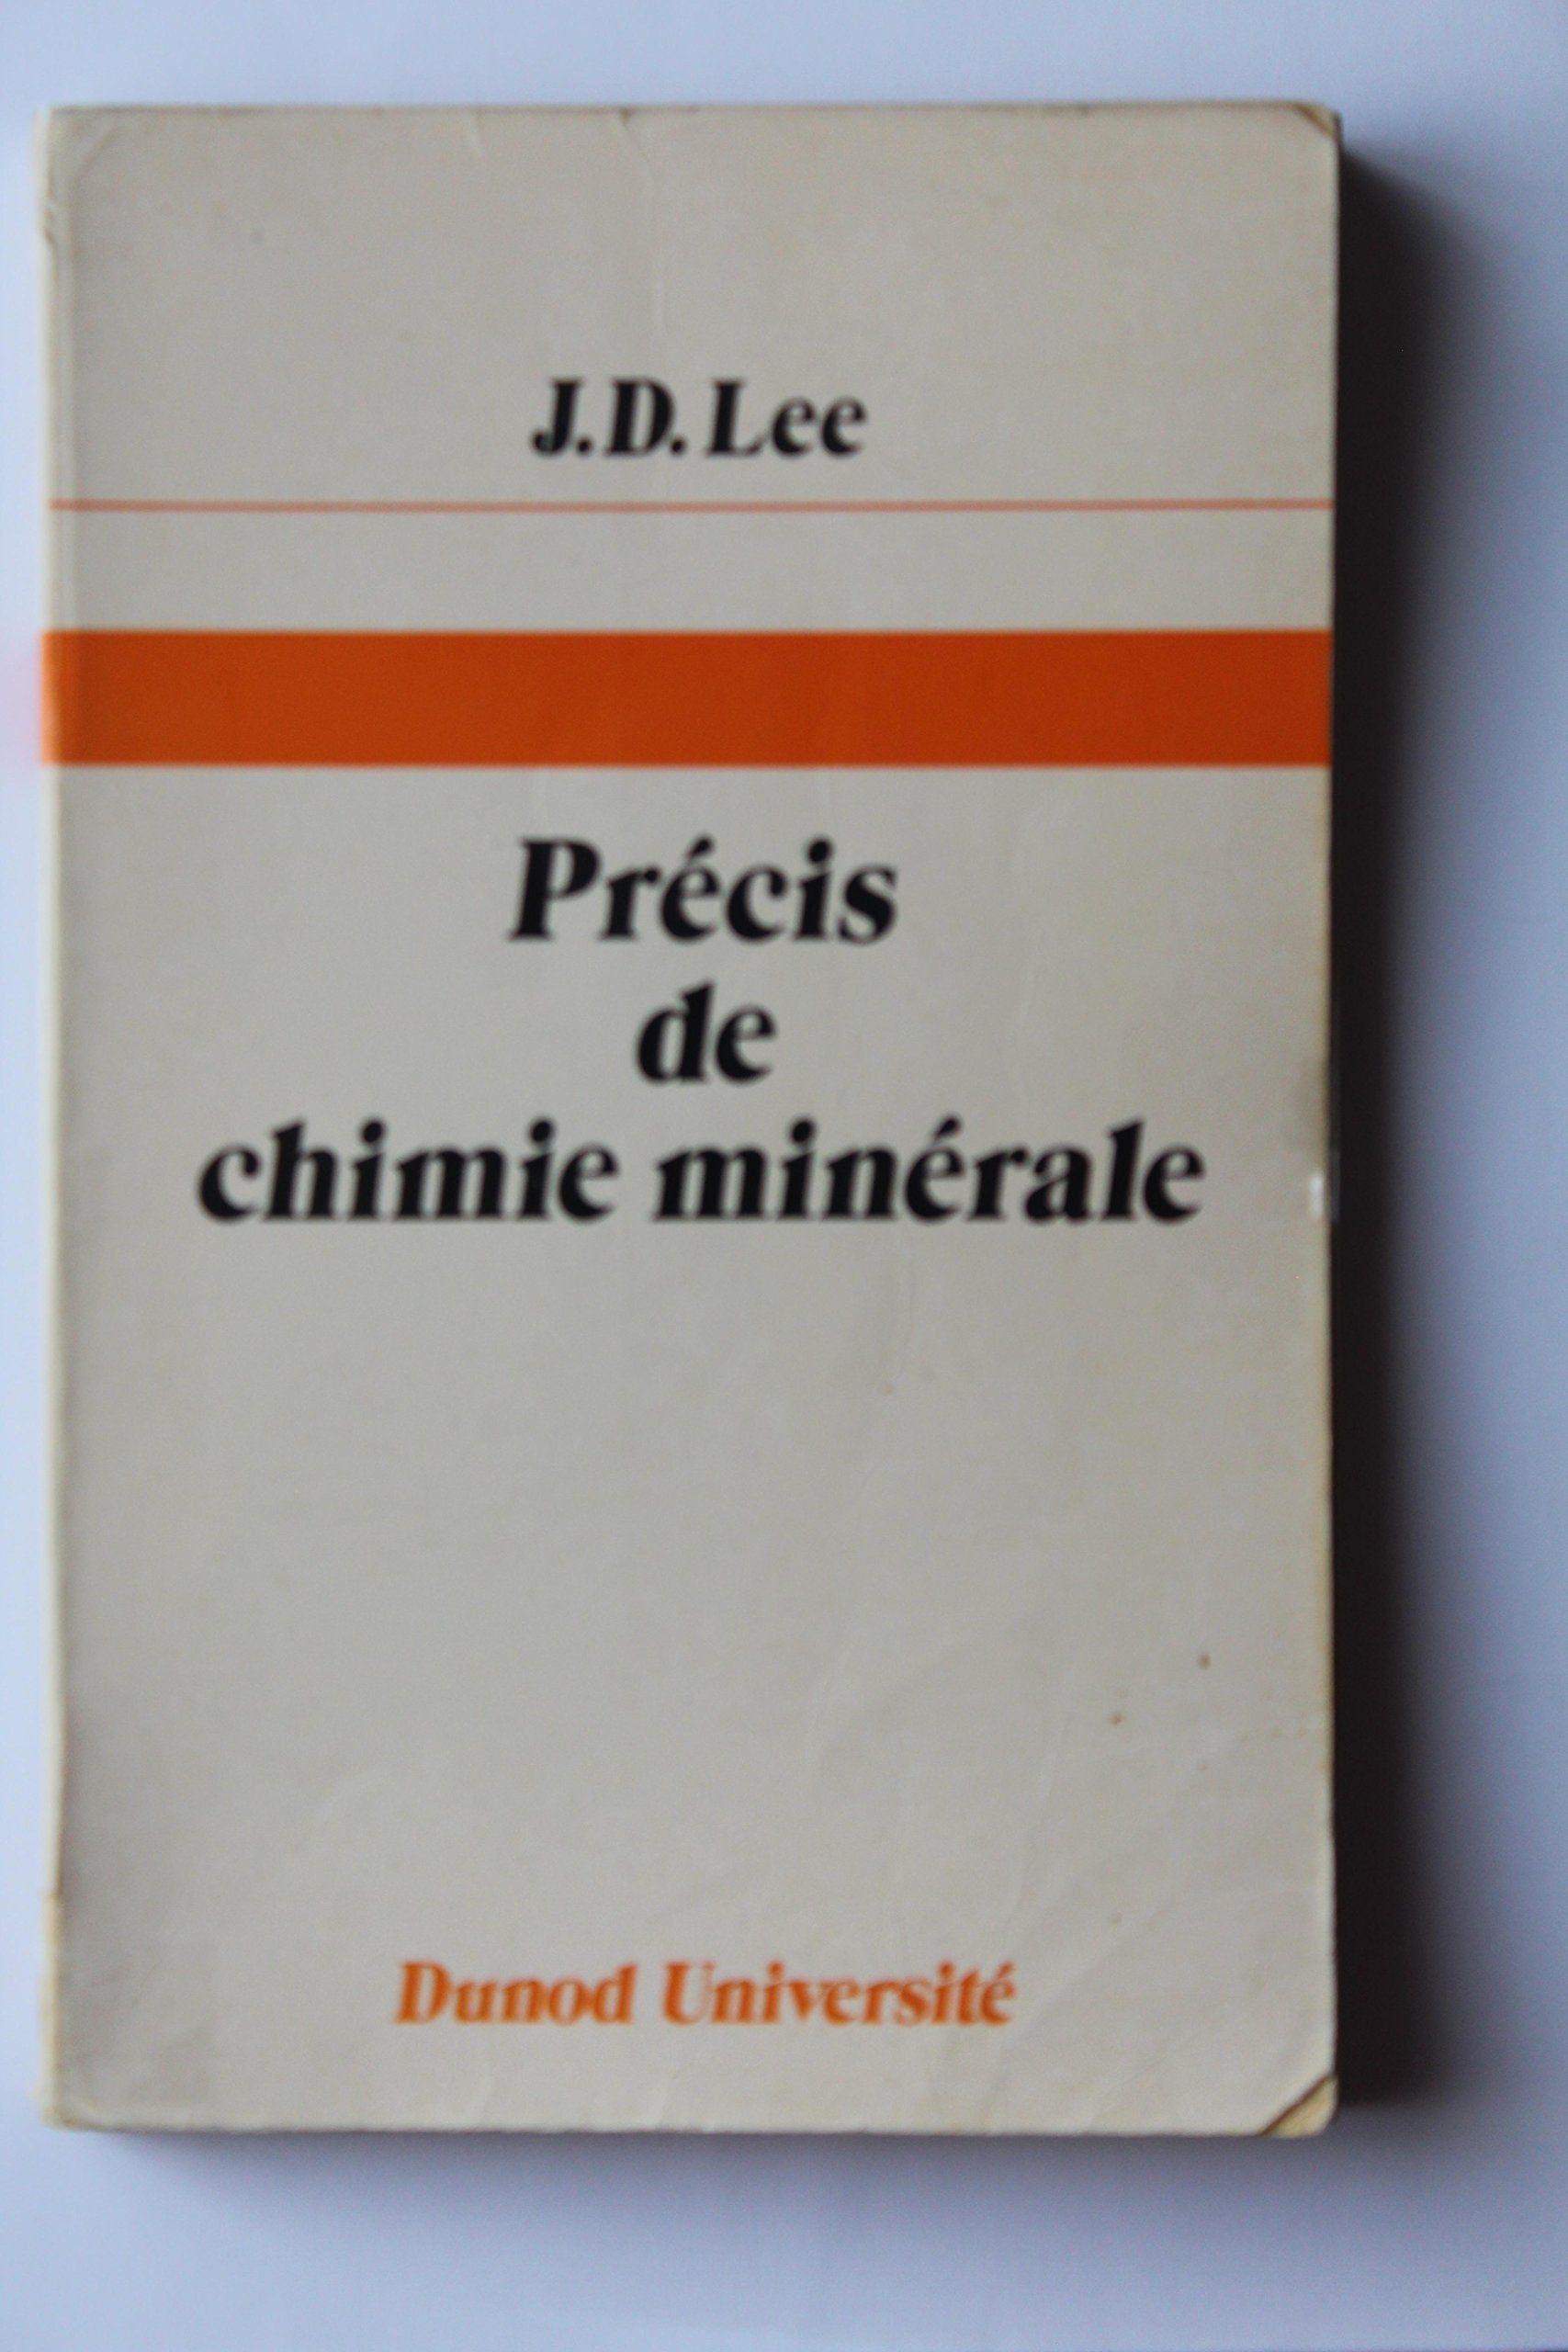 J.D. Lee
Précis
de
chimie minérale
Dunod Université